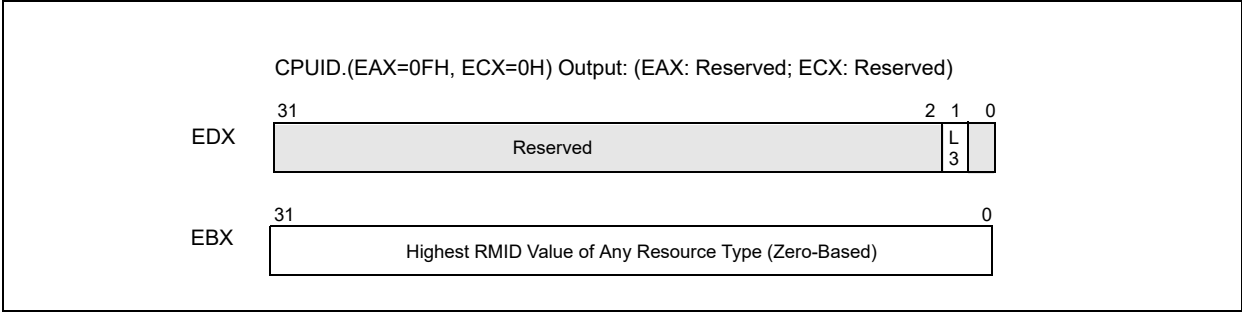 CPUID.(EAX=0FH, ECX=0H) Output: (EAX: Reserved; ECX: Reserved)
31 2 1 0
EDX Reserved L
3
31 0
EBX Highest RMID Value of Any Resource Type (Zero-Based)